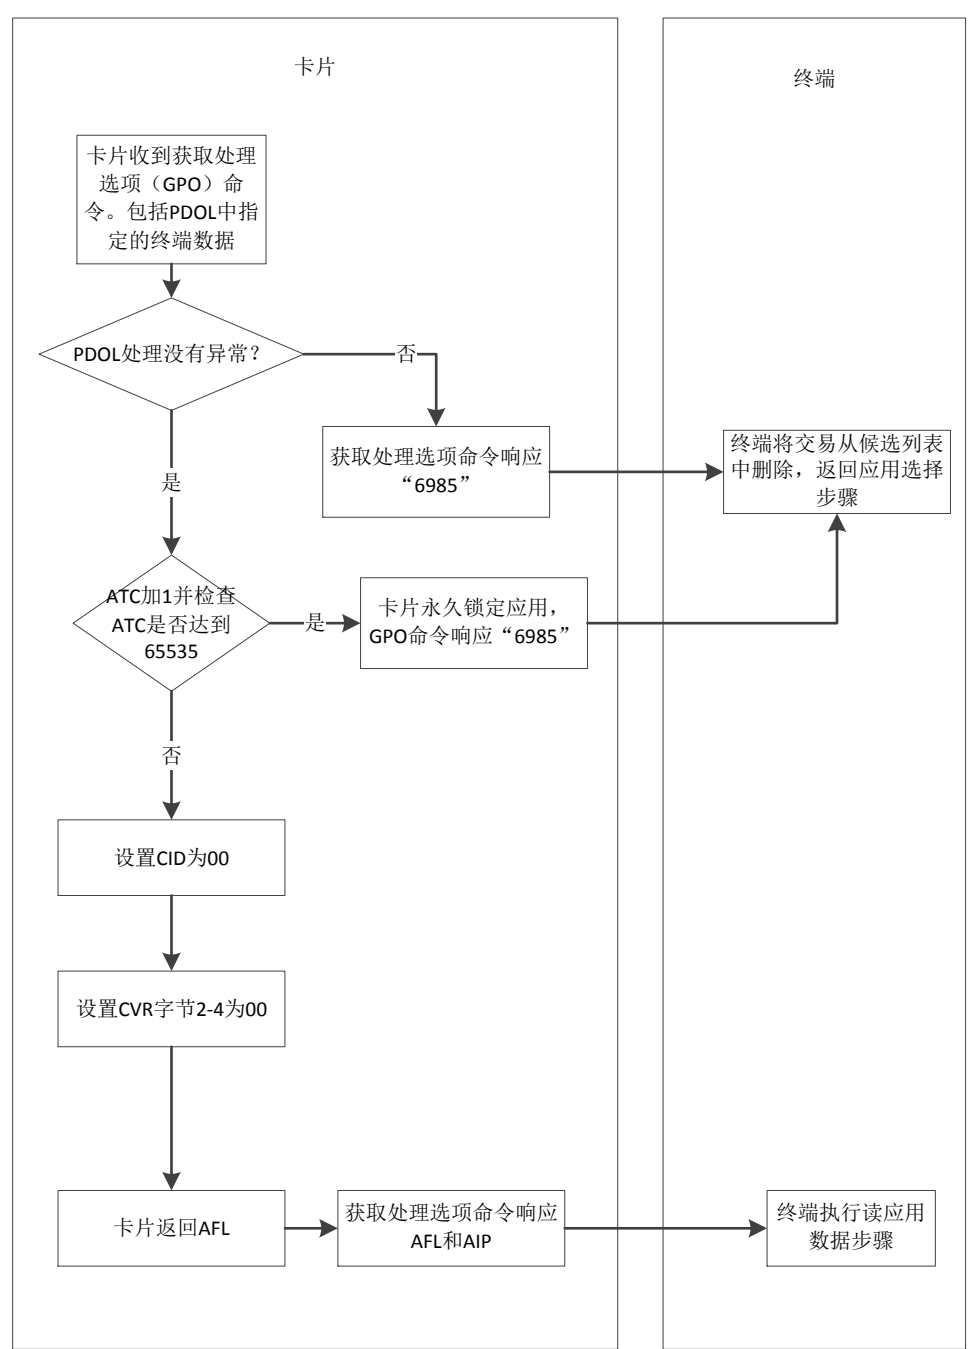 卡片
终端
卡片收到获取处理
选项（GPO）命
令。包括PDOL中指
定的终端数据
PDOL处理没有异常？
否
获取处理选项命令响应
“6985”
终端将交易从候选列表
中删除，返回应用选择
步骤
是
ATC加1并检查
ATC是否达到
65535
是
卡片永久锁定应用，
GPO命令响应“6985”
否
设置CID为00
设置CVR字节2-4为00
卡片返回AFL
获取处理选项命令响应
AFL和AIP
终端执行读应用
数据步骤